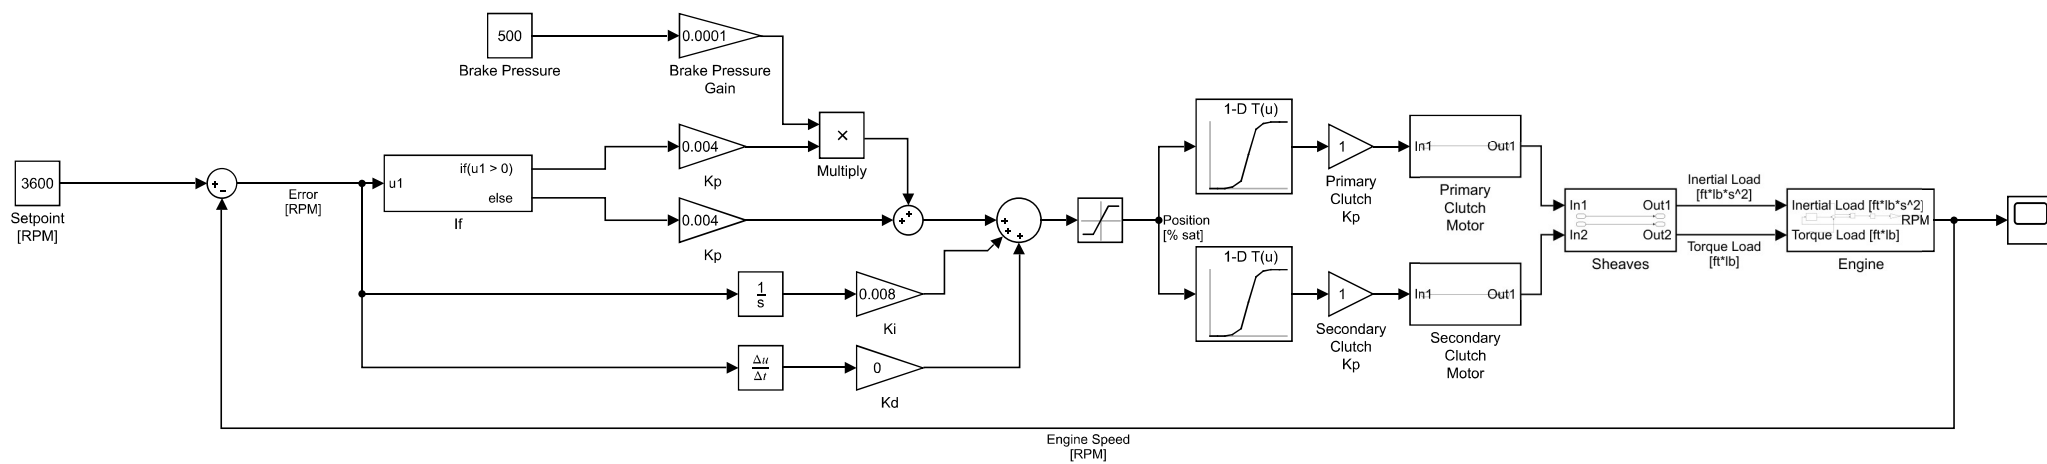 500
Brake Pressure
0.0001
Brake Pressure
Gain
3600
Setpoint
[RPM]
+
−
Error
[RPM]
u1
if(u1 > 0)
else
If
0.004
Kp
0.004
Kp
×
Multiply
+
+
1
s
0.008
Ki
Δu
Δt
0
Kd
+
+
+
Position
[% sat]
1-D T(u)
1
Primary
Clutch
Kp
In1
Out1
Primary
Clutch
Motor
1-D T(u)
1
Secondary
Clutch
Kp
In1
Out1
Secondary
Clutch
Motor
In1
Out1
In2
Out2
Sheaves
Inertial Load
[ft*lb*s^2]
Torque Load
[ft*lb]
Inertial Load [ft*lb*s^2]
RPM
Torque Load [ft*lb]
Engine
Engine Speed
[RPM]